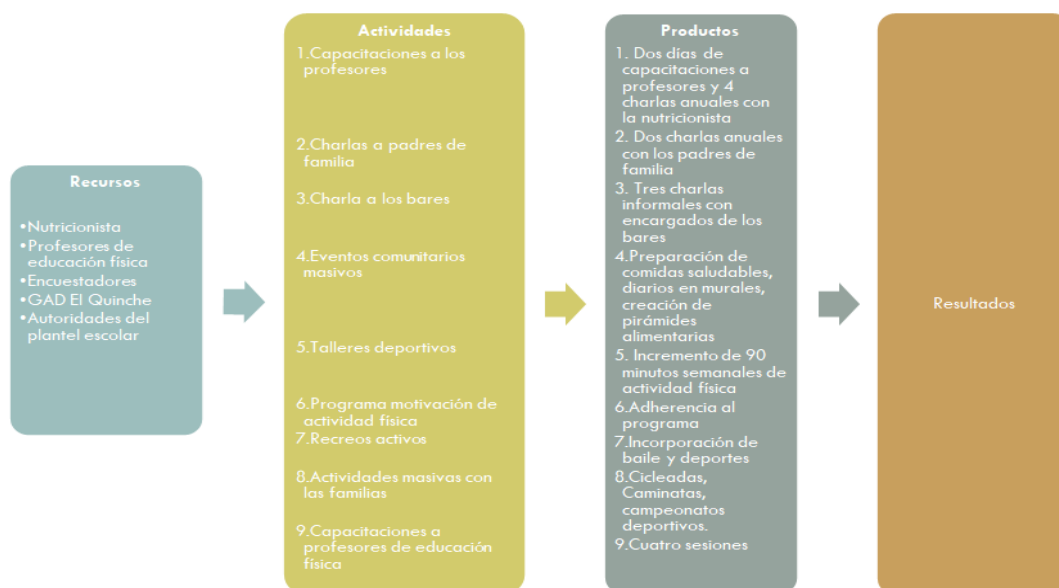 Recursos
•Nutricionista
•Profesores de
educación física
•Encuestadores
•GAD El Quinche
•Autoridades del
plantel escolar
Actividades
1.Capacitaciones a los
profesores
2.Charlas a padres de
familia
3.Charla a los bares
4.Eventos comunitarios
masivos
5.Talleres deportivos
6.Programa motivación de
actividad física
7.Recreos activos
8.Actividades masivas con
las familias
9.Capacitaciones a
profesores de educación
física
Productos
1. Dos días de
capacitaciones a
profesores y 4
charlas anuales con
la nutricionista
2. Dos charlas anuales
con los padres de
familia
3. Tres charlas
informales con
encargados de los
bares
4.Preparación de
comidas saludables,
diarios en murales,
creación de
pirámides
alimentarias
5. Incremento de 90
minutos semanales de
actividad física
6.Adherencia al
programa
7.Incorporación de
baile y deportes
8.Cicleadas,
Caminatas,
campeonatos
deportivos.
9.Cuatro sesiones
Resultados